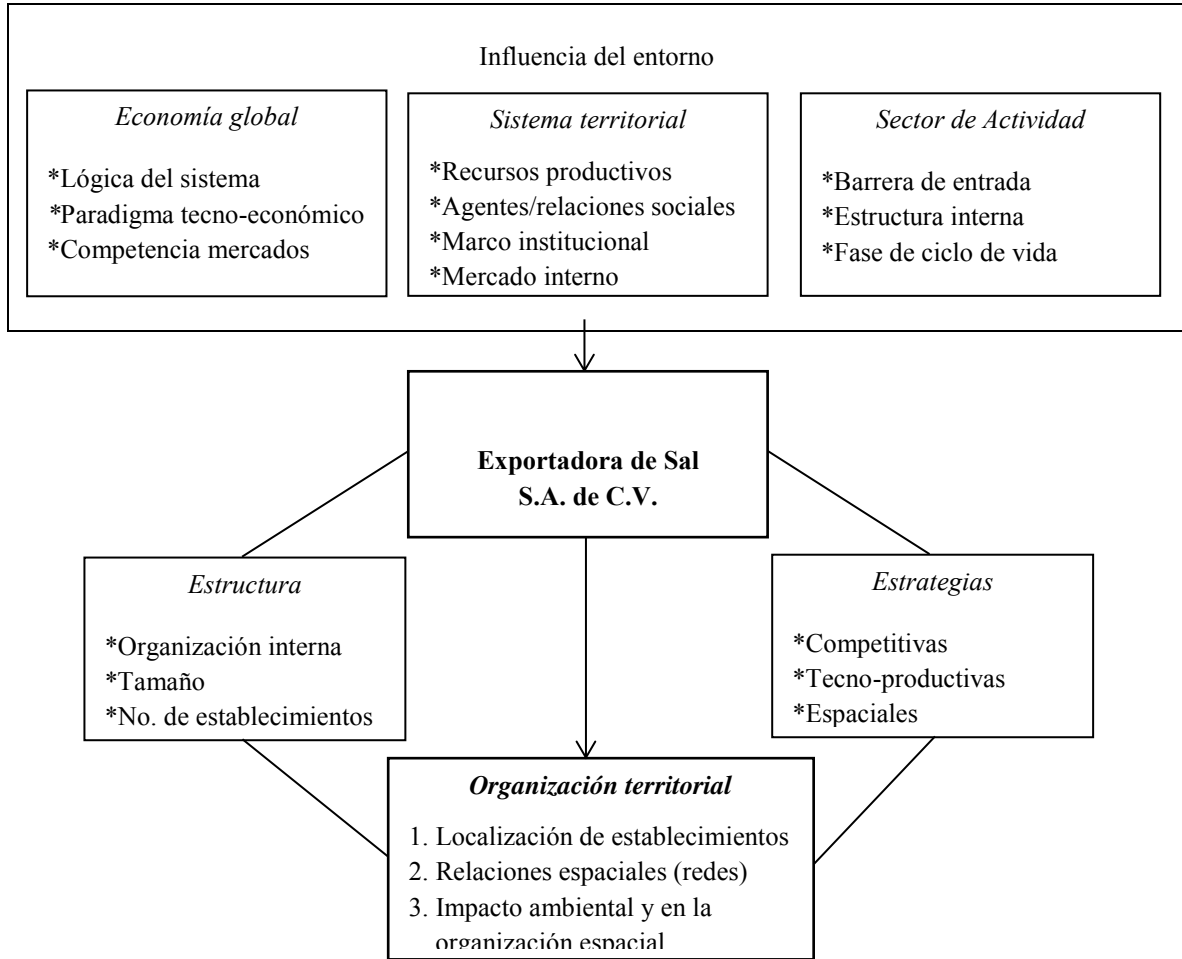 Influencia del entorno
Economía global
*Lógica del sistema
*Paradigma tecno-económico
*Competencia mercados
Sistema territorial
*Recursos productivos
*Agentes/relaciones sociales
*Marco institucional
*Mercado interno
Sector de Actividad
*Barrera de entrada
*Estructura interna
*Fase de ciclo de vida
Exportadora de Sal
S.A. de C.V.
Estructura
*Organización interna
*Tamaño
*No. de establecimientos
Estrategias
*Competitivas
*Tecno-productivas
*Espaciales
Organización territorial
1. Localización de establecimientos
2. Relaciones espaciales (redes)
3. Impacto ambiental y en la
organización espacial